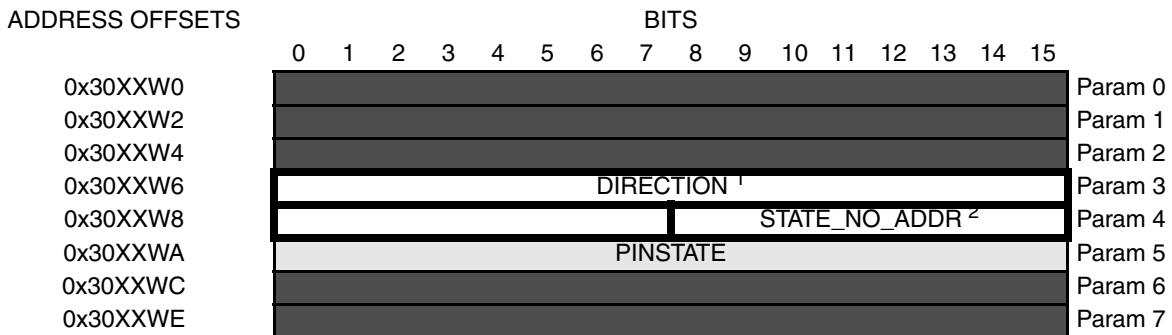 ADDRESS OFFSETS BITS
0 1 2 3 4 5 6 7 8 9 10 11 12 13 14 15
0x30XXW0 Param 0
0x30XXW2 Param 1
0x30XXW4 Param 2
0x30XXW6 DIRECTION 1 Param 3
0x30XXW8 STATE_NO_ADDR 2 Param 4
0x30XXWA PINSTATE Param 5
0x30XXWC Param 6
0x30XXWE Param 7